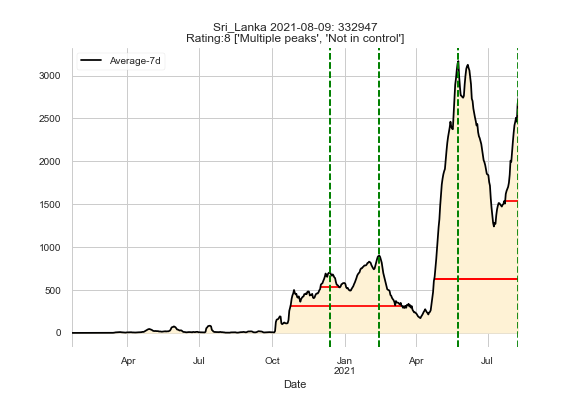 Sri_Lanka 2021-08-09: 332947
Rating:8 ['Multiple peaks', 'Not in control']
Average-7d
3000
2500
2000
1500
1000
500
0
Apr Jul Oct Jan Apr Jul
2021
Date